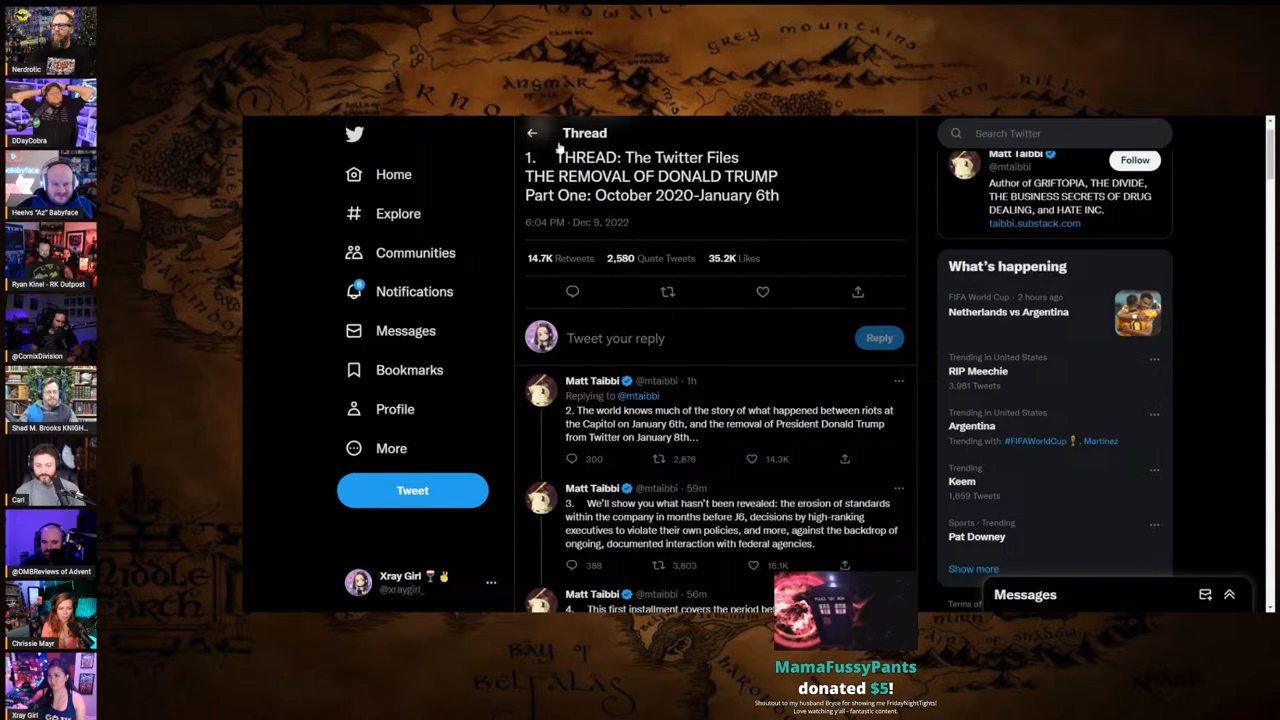 Nerdrotic
DDayCobra
Heelvs "Az" Babyface
Ryan Kinel - RK Outpost
@ComixDivision
Shad M. Brooks KNIGH...
Carl
@OMBReviews of Advent
Chrissie Mayr
Xray Girl
GREY MOUNTAINS
ANGMAR
MIDDLE
BAY OF
BELFALAS
Home
Explore
Communities
6
Notifications
Messages
Bookmarks
Profile
More
Tweet
Xray Girl
@xraygirl_
Thread
1. THREAD: The Twitter Files
THE REMOVAL OF DONALD TRUMP
Part One: October 2020-January 6th
6:04 PM · Dec 9, 2022
14.7K Retweets 2,580 Quote Tweets 35.2K Likes
Tweet your reply
Reply
Matt Taibbi @mtaibbi · 1h
Replying to @mtaibbi
2. The world knows much of the story of what happened between riots at
the Capitol on January 6th, and the removal of President Donald Trump
from Twitter on January 8th...
300 2,876 14.3K
Matt Taibbi @mtaibbi · 59m
3. We'll show you what hasn't been revealed: the erosion of standards
within the company in months before J6, decisions by high-ranking
executives to violate their own policies, and more, against the backdrop of
ongoing, documented interaction with federal agencies.
388 3,803 16.1K
Matt Taibbi @mtaibbi · 56m
4. This first installment covers the period be
Search Twitter
Matt Taibbi
@mtaibbi
Follow
Author of GRIFTOPIA, THE DIVIDE,
THE BUSINESS SECRETS OF DRUG
DEALING, and HATE INC.
taibbi.substack.com
What's happening
FIFA World Cup · 2 hours ago
Netherlands vs Argentina
Trending in United States
RIP Meechie
3,981 Tweets
Trending in United States
Argentina
Trending with #FIFAWorldCup, Martinez
Trending
Keem
1,659 Tweets
Sports · Trending
Pat Downey
Show more
Terms of
Messages
MamaFussyPants
donated $5!
Shoutout to my husband Bryce for showing me FridayNightTights!
Love watching y'all - fantastic content.